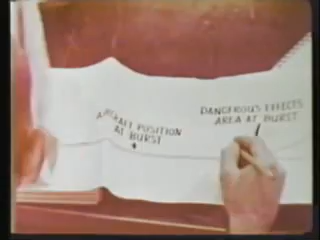 AIRCRAFT POSITION
AT BURST
DANGEROUS EFFECTS
AREA AT BURST